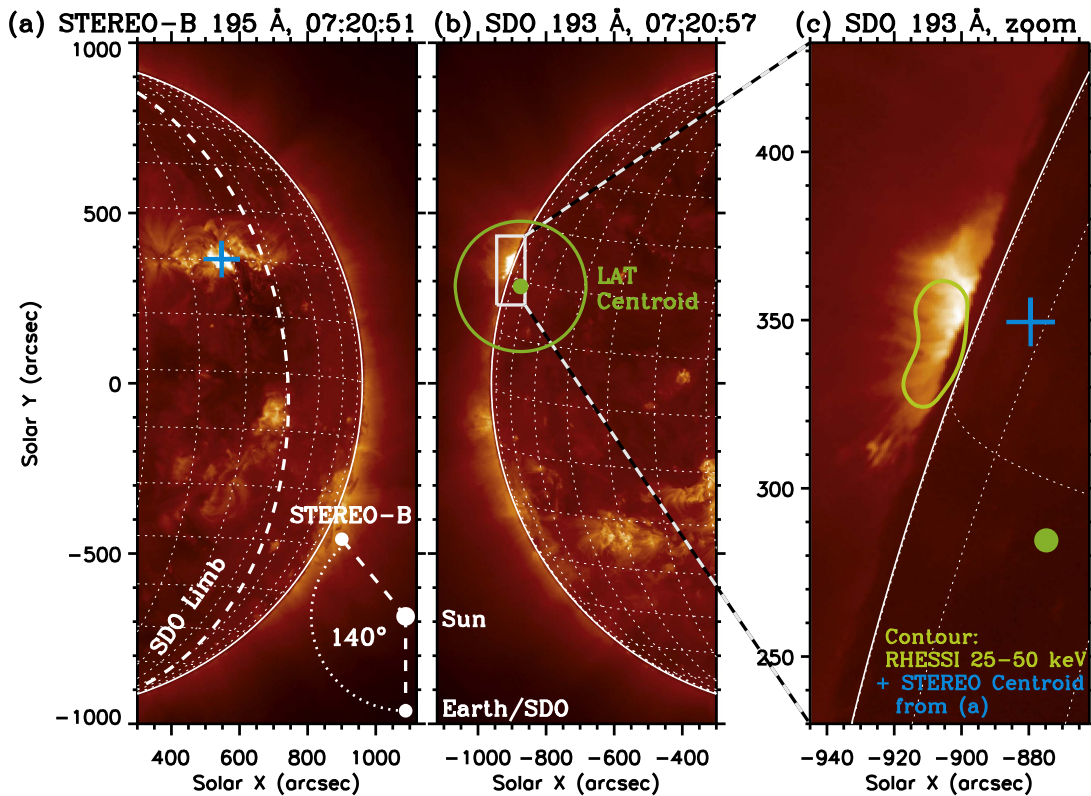 (a) STEREO-B 195 Å, 07:20:51
(b) SDO 193 Å, 07:20:57
(c) SDO 193 Å, zoom
1000
500
0
-500
-1000
Solar Y (arcsec)
400 600 800 1000
Solar X (arcsec)
SDO Limb
STEREO-B
140°
Sun
Earth/SDO
LAT
Centroid
-1000 -800 -600 -400
Solar X (arcsec)
400
350
300
250
Contour:
RHESSI 25-50 keV
+ STEREO Centroid
from (a)
-940 -920 -900 -880
Solar X (arcsec)